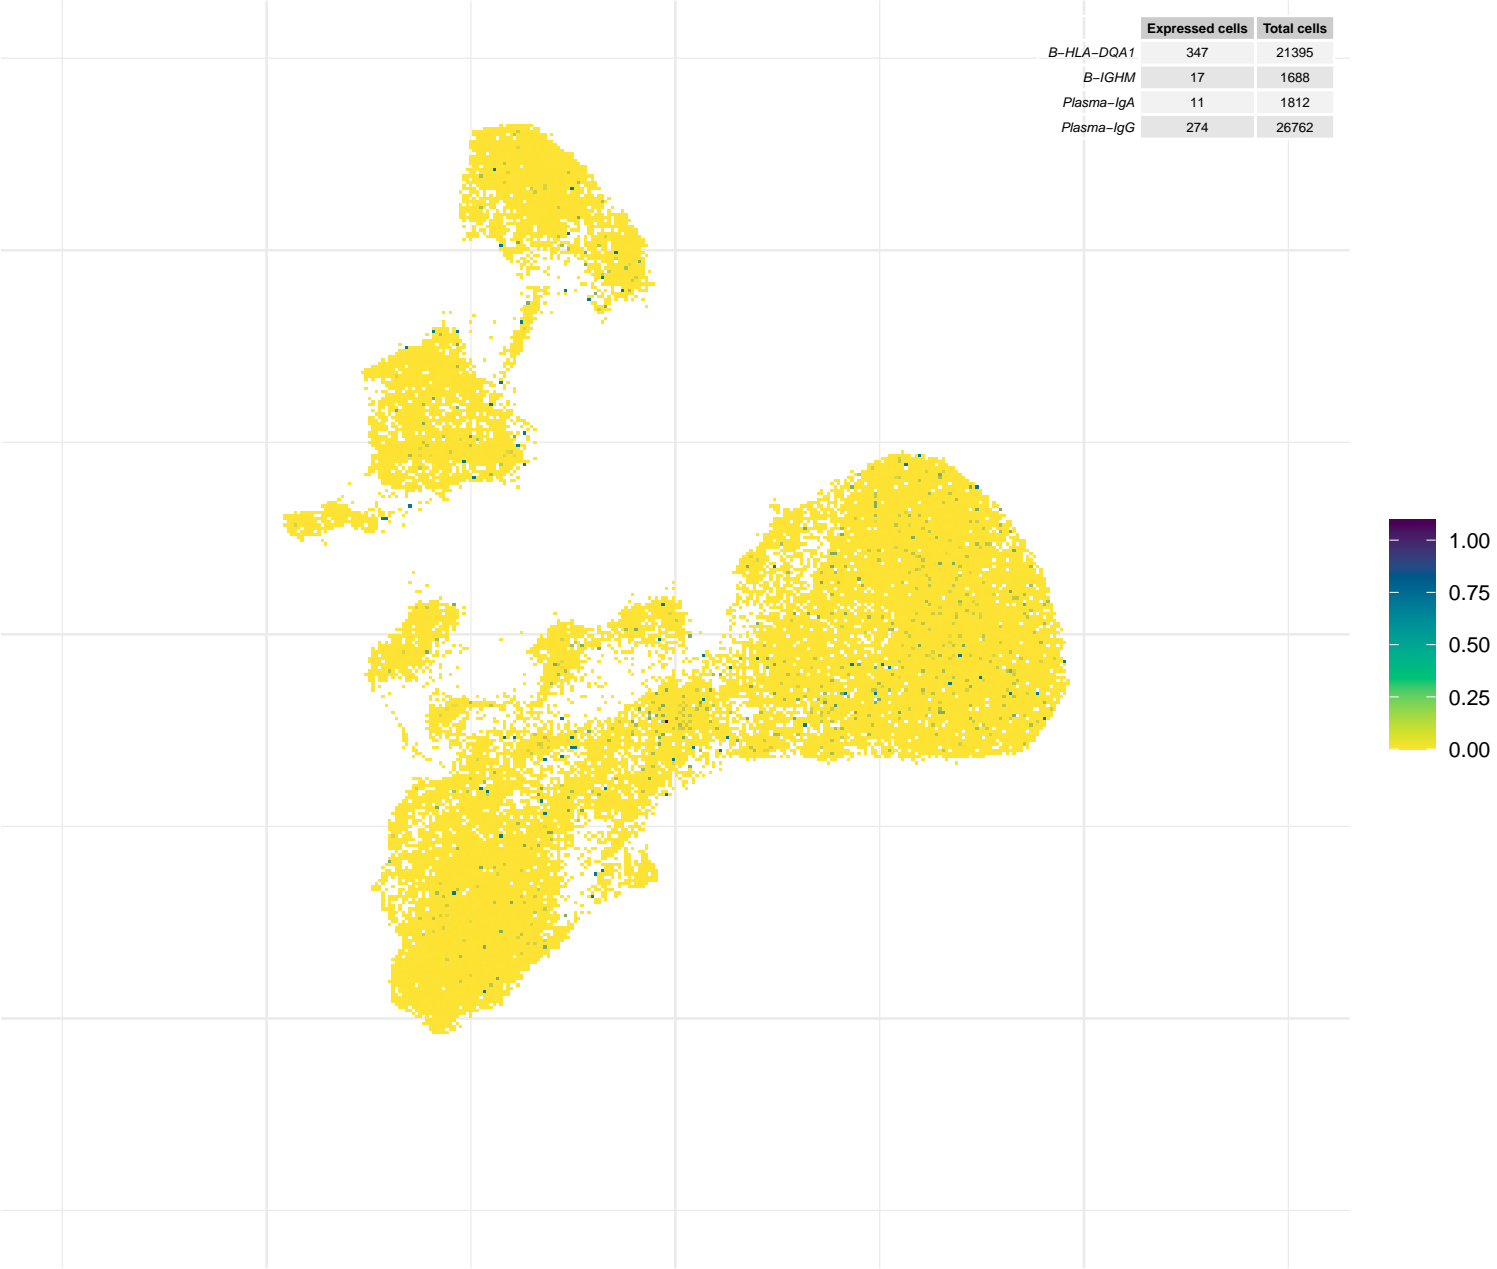 Expressed cells Total cells
B−HLA−DQA1 347 21395
B−IGHM 17 1688
Plasma−IgA 11 1812
Plasma−IgG 274 26762
1.00
0.75
0.50
0.25
0.00